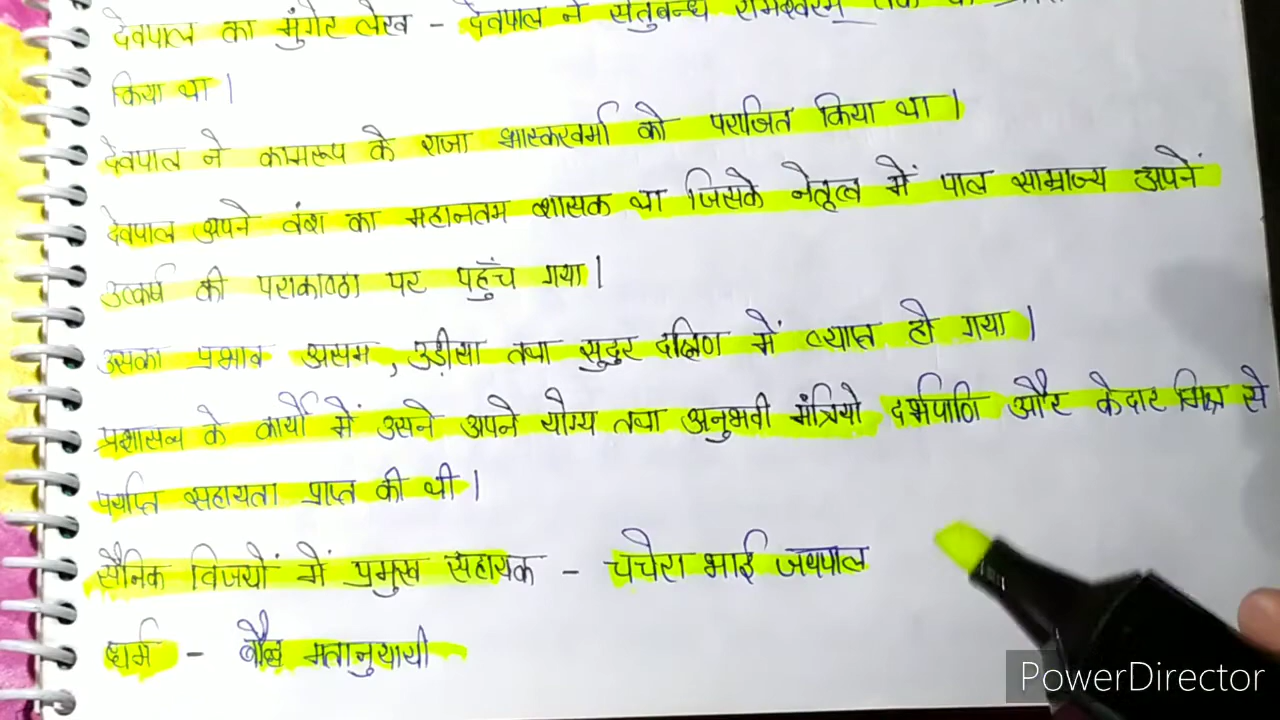 देवपाल का मुंगेर लेख - देवपाल ने सेतुबन्ध रामेश्वरम् तक
किया था ।
देवपाल ने कामरूप के राजा भास्करवर्मा को पराजित किया था ।
देवपाल अपने वंश का महानतम शासक था जिसके नेतृत्व में पाल साम्राज्य अपने
उत्कर्ष की पराकाष्ठा पर पहुँच गया ।
उसका प्रभाव असम, उड़ीसा तथा सुदुर दक्षिण में व्याप्त हो गया ।
प्रशासन के कार्यों में उसने अपने योग्य तथा अनुभवी मंत्रियो दर्भपाणि और केदार मिश्र से
पर्याप्त सहायता प्राप्त की थी ।
सैनिक विजयों में प्रमुख सहायक - चचेरा भाई जयपाल
धर्म - बौद्ध मतानुयायी
PowerDirector